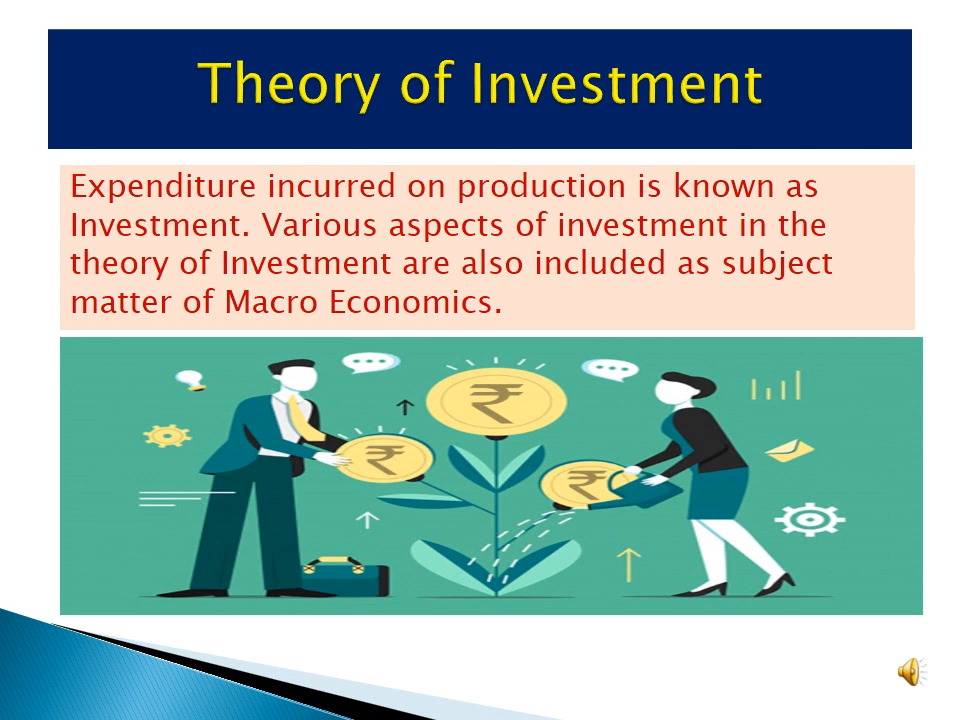 Theory of Investment
Expenditure incurred on production is known as
Investment. Various aspects of investment in the
theory of Investment are also included as subject
matter of Macro Economics.
₹
₹
₹